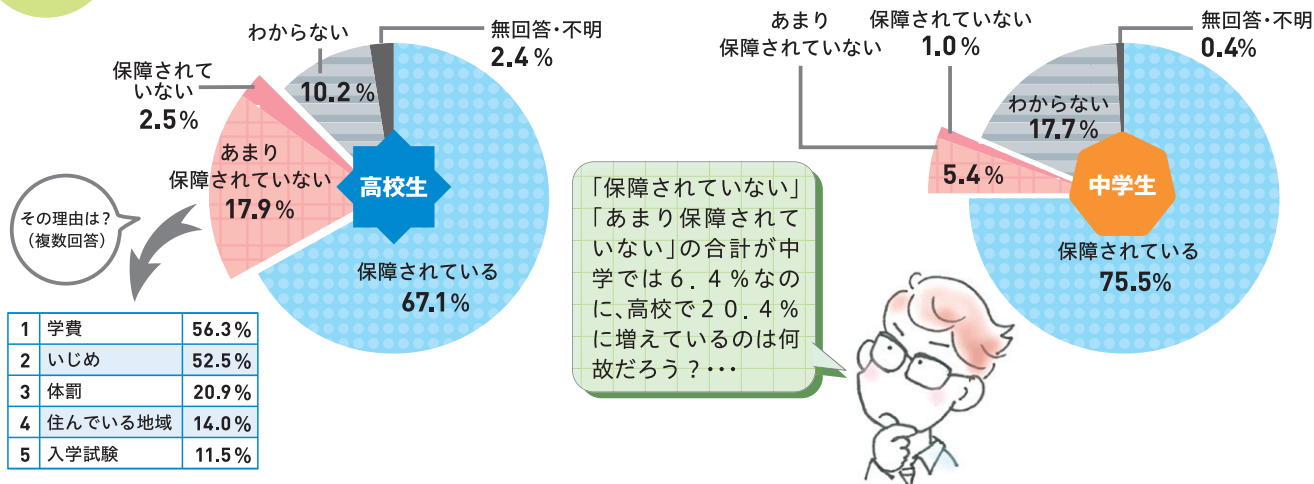 わからない
10.2%
無回答・不明
2.4%
保障されて
いない
2.5%
あまり
保障されていない
17.9%
高校生
保障されている
67.1%
その理由は?
(複数回答)
1 学費 56.3%
2 いじめ 52.5%
3 体罰 20.9%
4 住んでいる地域 14.0%
5 入学試験 11.5%
「保障されていない」
「あまり保障されて
いない」の合計が中
学では6.4%なの
に、高校で20.4%
に増えているのは何
故だろう?・・・
あまり
保障されていない
5.4%
保障されていない
1.0%
無回答・不明
0.4%
わからない
17.7%
中学生
保障されている
75.5%